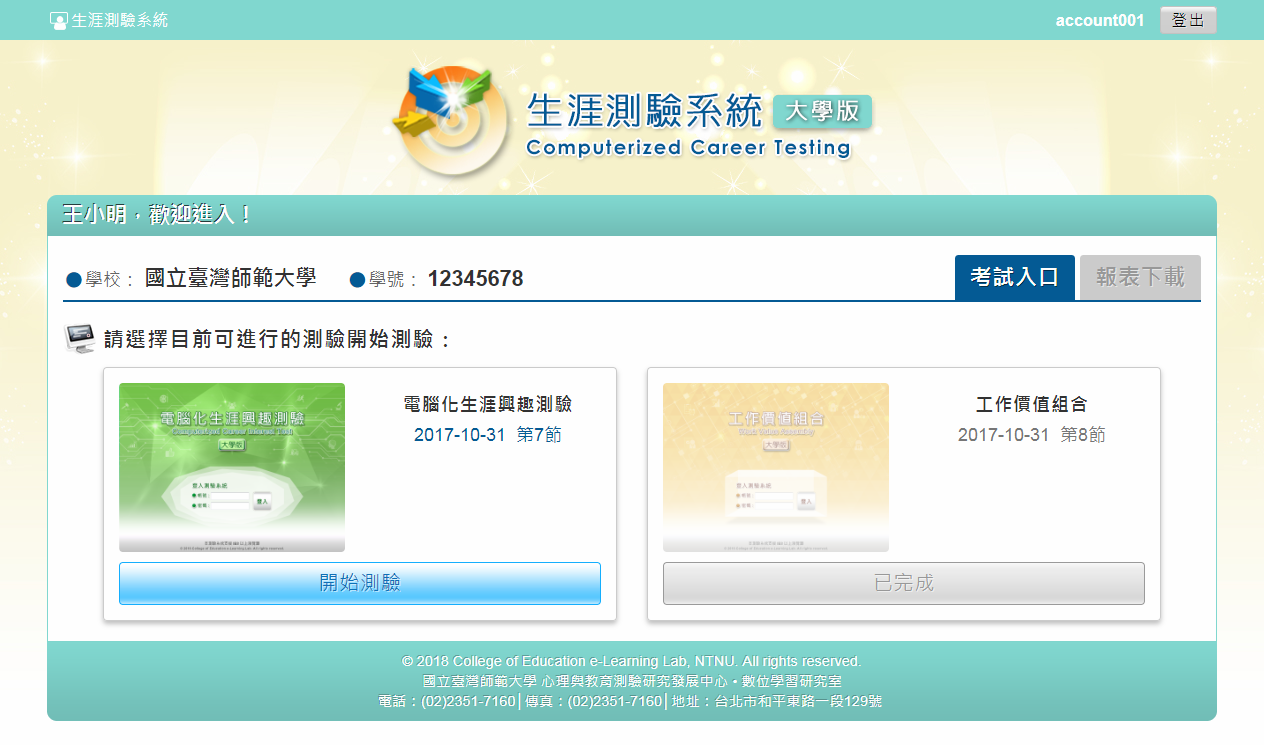 生涯測驗系統
account001 登出
生涯測驗系統 大學版
Computerized Career Testing
王小明，歡迎進入！
學校： 國立臺灣師範大學 學號： 12345678
考試入口 報表下載
請選擇目前可進行的測驗開始測驗：
電腦化生涯興趣測驗
大學版
登入測驗系統
登入
電腦化生涯興趣測驗
2017-10-31 第7節
開始測驗
工作價值組合
大學版
登入測驗系統
登入
工作價值組合
2017-10-31 第8節
已完成
© 2018 College of Education e-Learning Lab, NTNU. All rights reserved.
國立臺灣師範大學 心理與教育測驗研究發展中心・數位學習研究室
電話：(02)2351-7160│傳真：(02)2351-7160│地址：台北市和平東路一段129號